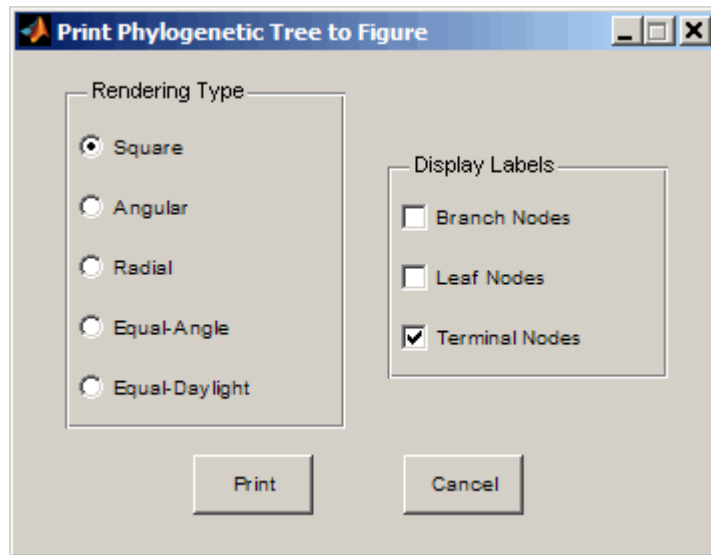 Print Phylogenetic Tree to Figure
Rendering Type
Square
Angular
Radial
Equal-Angle
Equal-Daylight
Display Labels
Branch Nodes
Leaf Nodes
Terminal Nodes
Print
Cancel